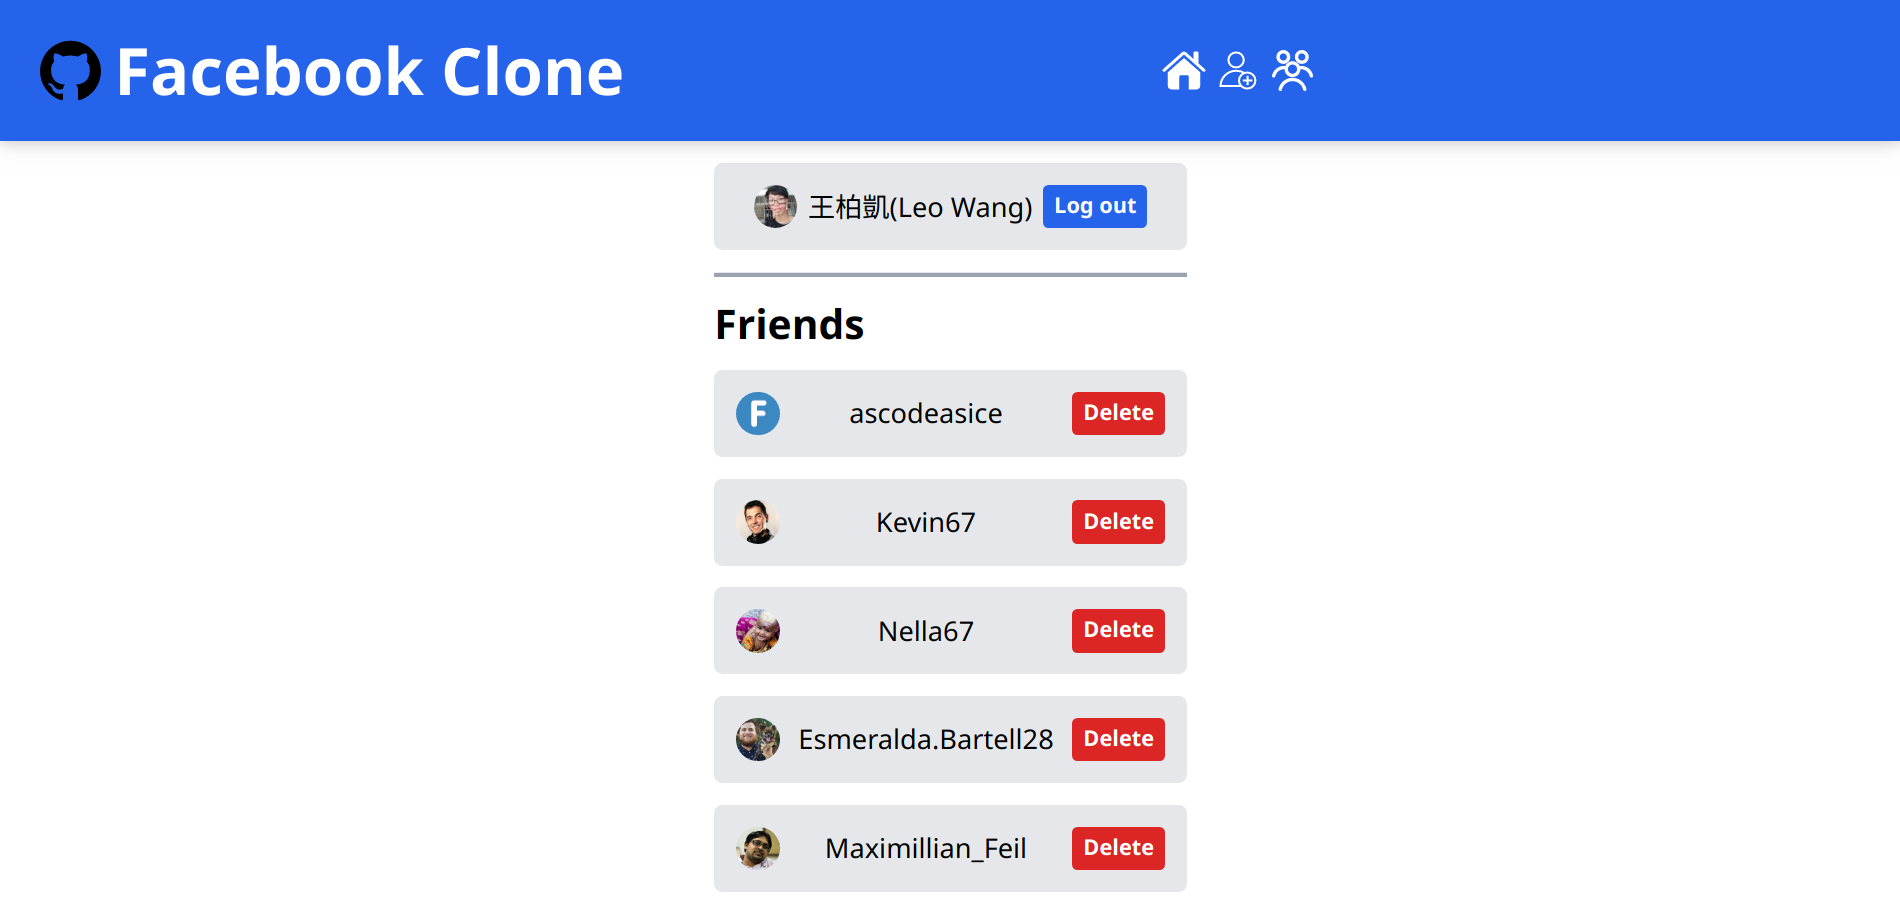 Facebook Clone
王柏凱(Leo Wang) Log out
Friends
ascodeasice Delete
Kevin67 Delete
Nella67 Delete
Esmeralda.Bartell28 Delete
Maximillian_Feil Delete